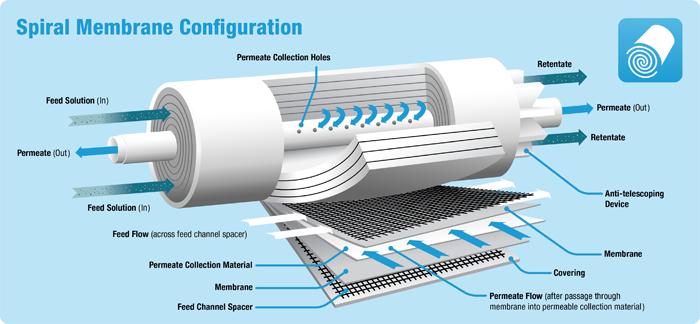 Spiral Membrane Configuration
Permeate Collection Holes
Retentate
Feed Solution (In)
Permeate (Out)
Permeate (Out)
Retentate
Feed Solution (In)
Anti-telescoping
Device
Feed Flow (across feed channel spacer)
Membrane
Permeate Collection Material
Covering
Membrane
Permeate Flow (after passage through
membrane into permeable collection material)
Feed Channel Spacer